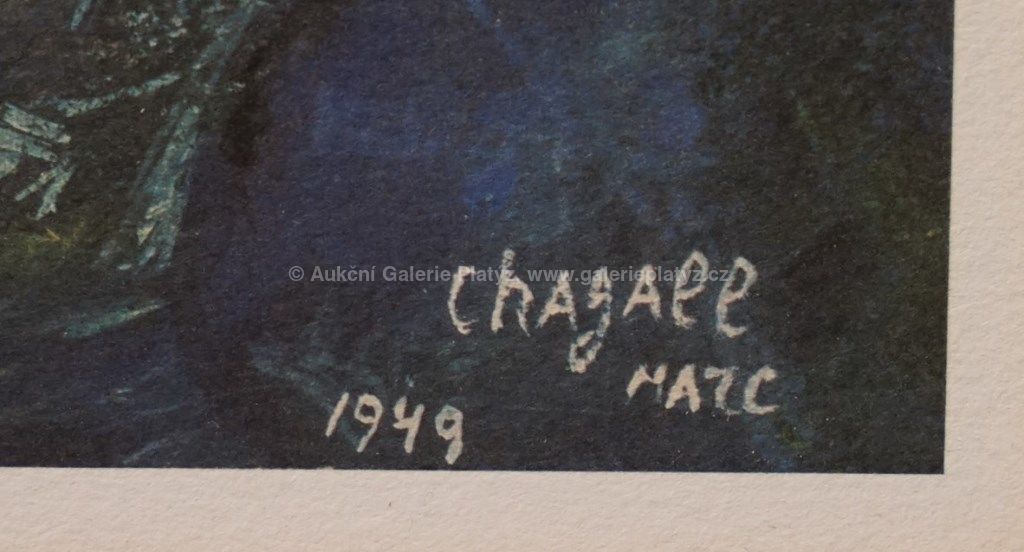 © Aukční Galerie Platýz, www.galerieplatyz.cz
Chagall
Marc
1949